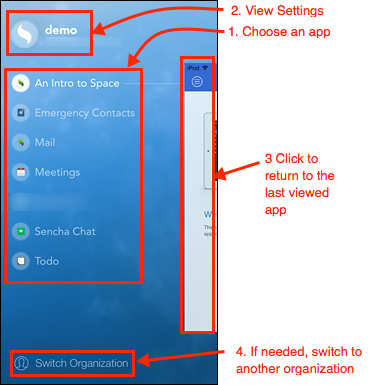 demo
2. View Settings
1. Choose an app
An Intro to Space
iPod
Emergency Contacts
Mail
Meetings
3 Click to
return to the
last viewed
app
Sencha Chat
Todo
Switch Organization
4. If needed, switch to
another organization